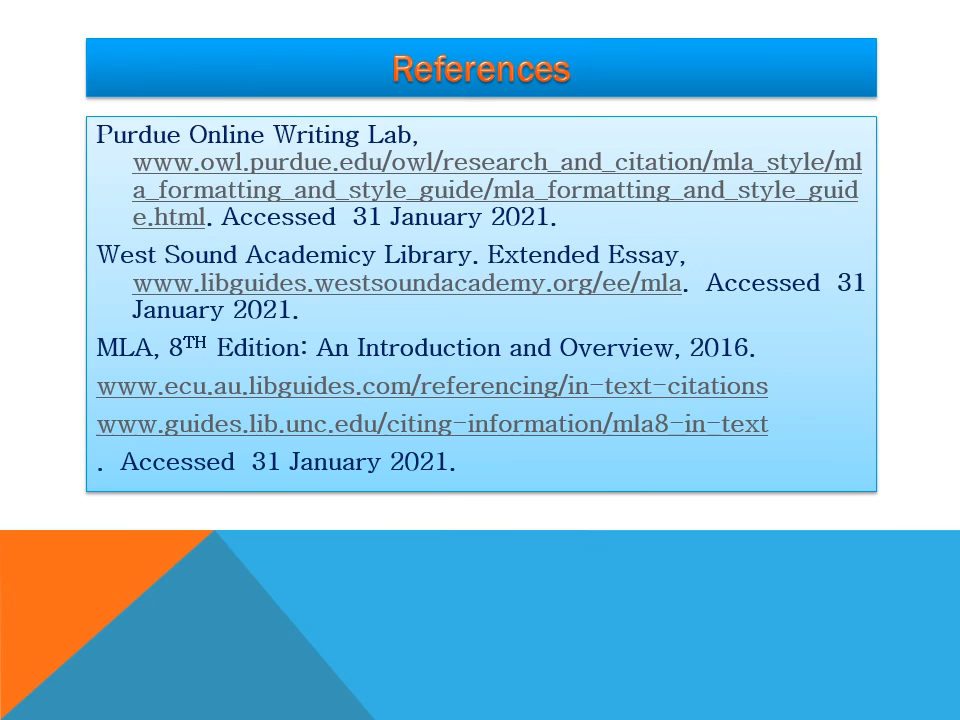 References
Purdue Online Writing Lab,
www.owl.purdue.edu/owl/research_and_citation/mla_style/ml
a_formatting_and_style_guide/mla_formatting_and_style_guid
e.html. Accessed 31 January 2021.
West Sound Academicy Library. Extended Essay,
www.libguides.westsoundacademy.org/ee/mla. Accessed 31
January 2021.
MLA, 8TH Edition: An Introduction and Overview, 2016.
www.ecu.au.libguides.com/referencing/in-text-citations
www.guides.lib.unc.edu/citing-information/mla8-in-text
. Accessed 31 January 2021.